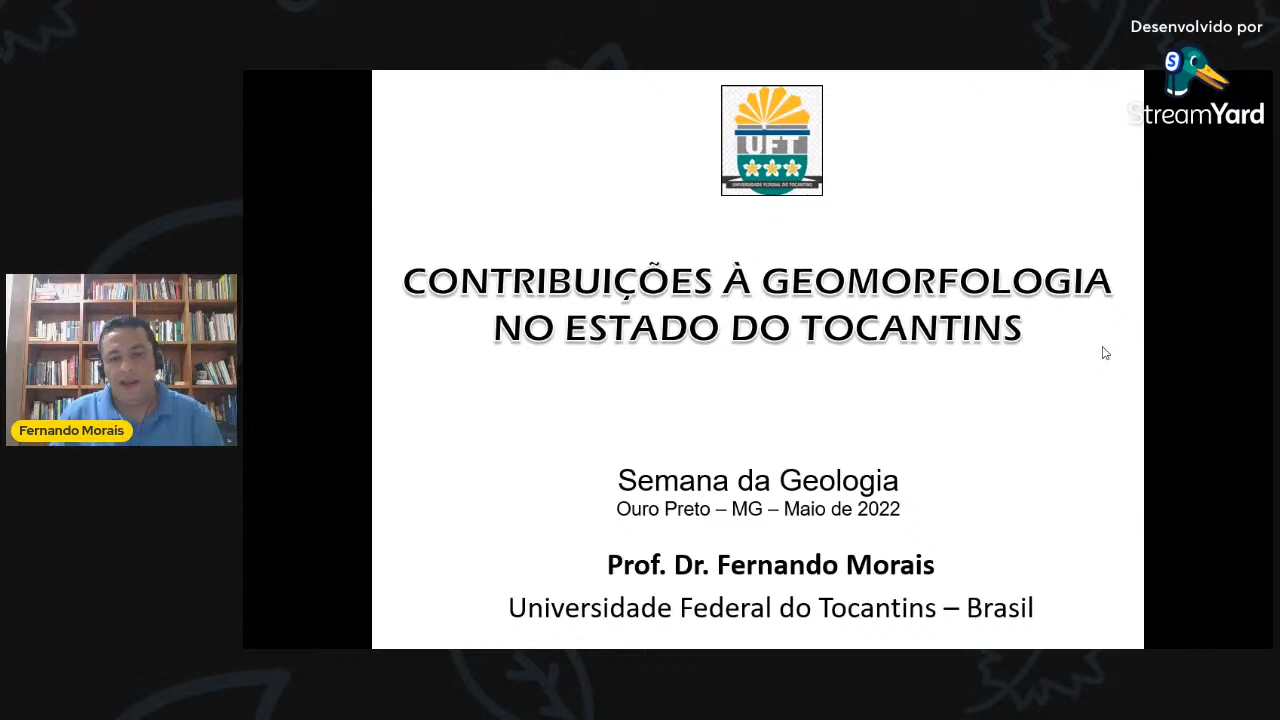 Desenvolvido por
StreamYard
UFT
UNIVERSIDADE FEDERAL DO TOCANTINS
CONTRIBUIÇÕES À GEOMORFOLOGIA
NO ESTADO DO TOCANTINS
Fernando Morais
Semana da Geologia
Ouro Preto – MG – Maio de 2022
Prof. Dr. Fernando Morais
Universidade Federal do Tocantins – Brasil